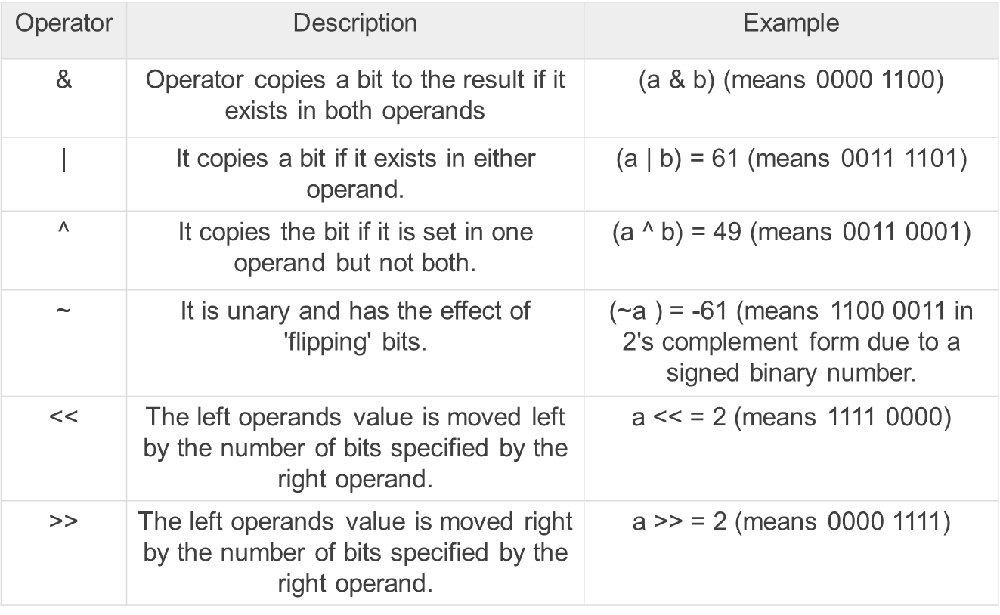 Operator Description Example
& Operator copies a bit to the result if it (a & b) (means 0000 1100)
exists in both operands
| It copies a bit if it exists in either (a | b) = 61 (means 0011 1101)
operand.
^ It copies the bit if it is set in one (a ^ b) = 49 (means 0011 0001)
operand but not both.
~ It is unary and has the effect of (~a ) = -61 (means 1100 0011 in
'flipping' bits. 2's complement form due to a
signed binary number.
<< The left operands value is moved left a << = 2 (means 1111 0000)
by the number of bits specified by the
right operand.
>> The left operands value is moved right a >> = 2 (means 0000 1111)
by the number of bits specified by the
right operand.